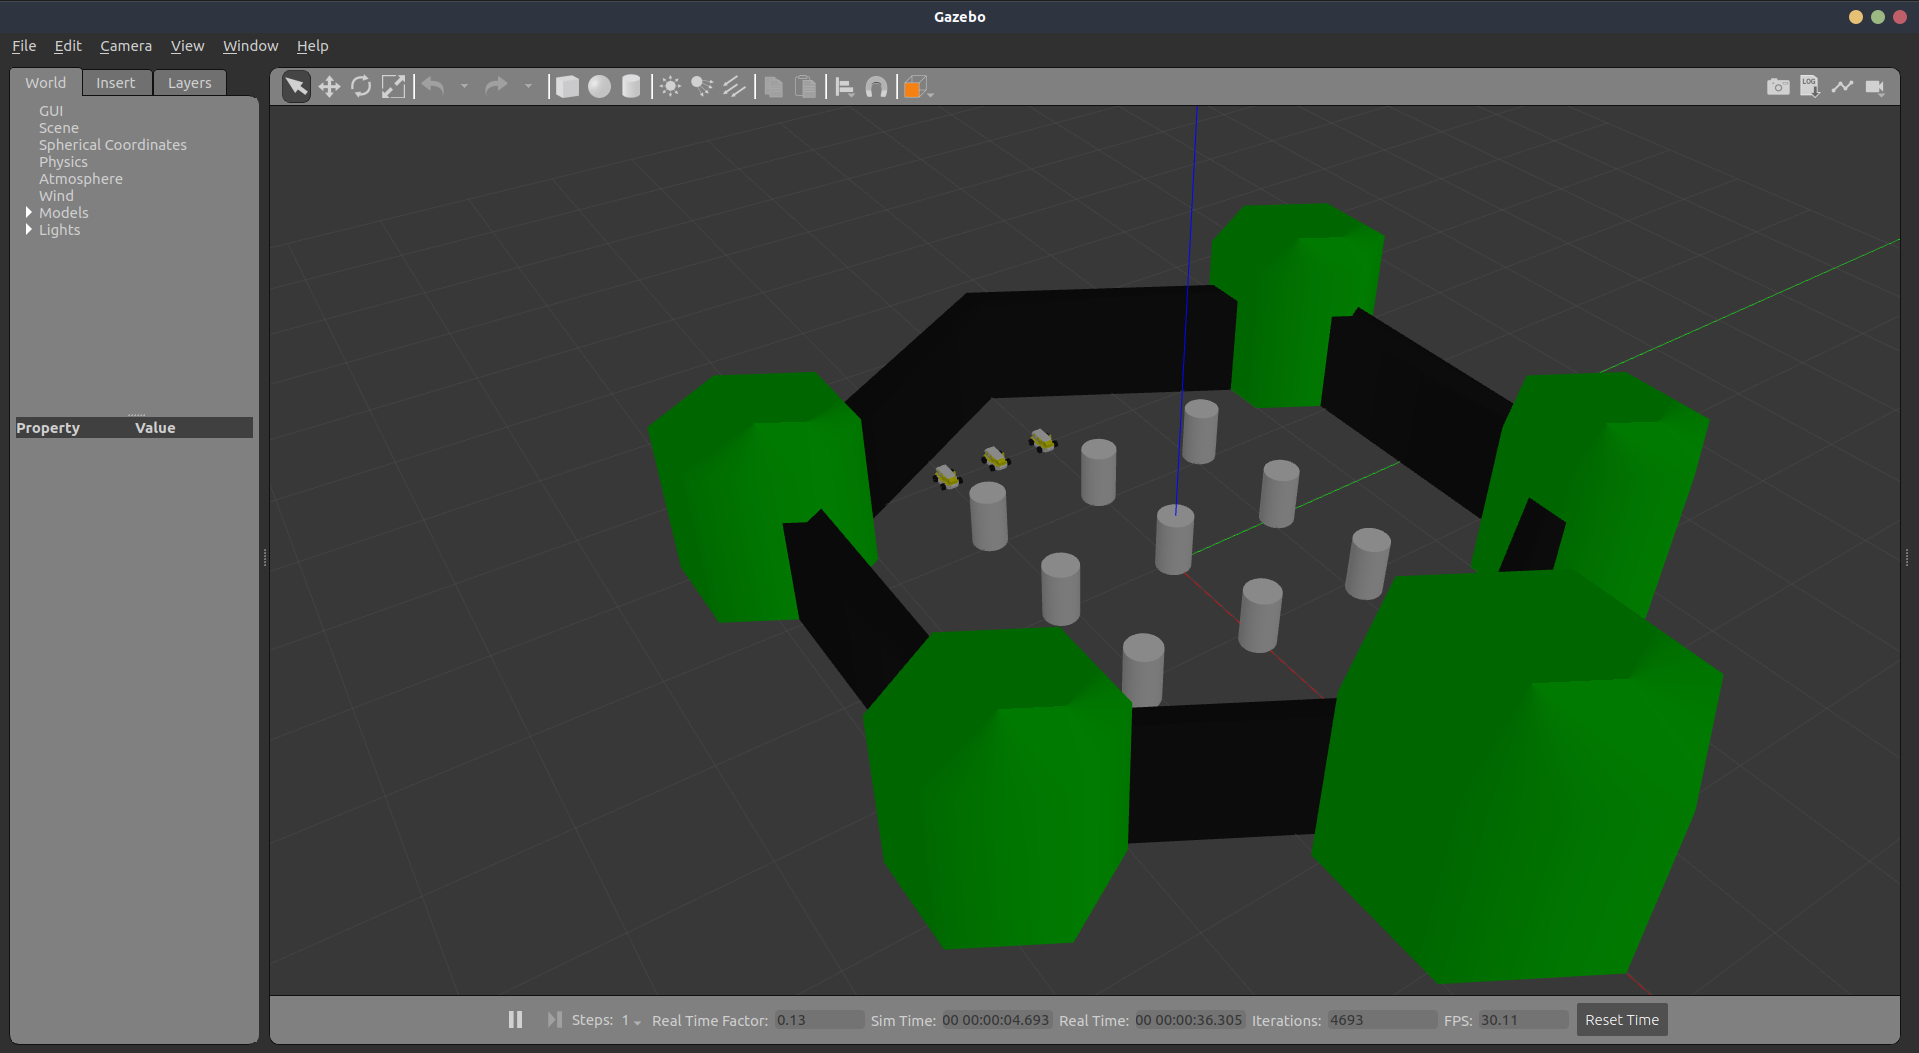 Gazebo
File Edit Camera View Window Help
World Insert Layers
GUI
Scene
Spherical Coordinates
Physics
Atmosphere
Wind
Models
Lights
Property Value
LOG
Steps: 1 Real Time Factor: 0.13 Sim Time: 00 00:00:04.693 Real Time: 00 00:00:36.305 Iterations: 4693 FPS: 30.11 Reset Time